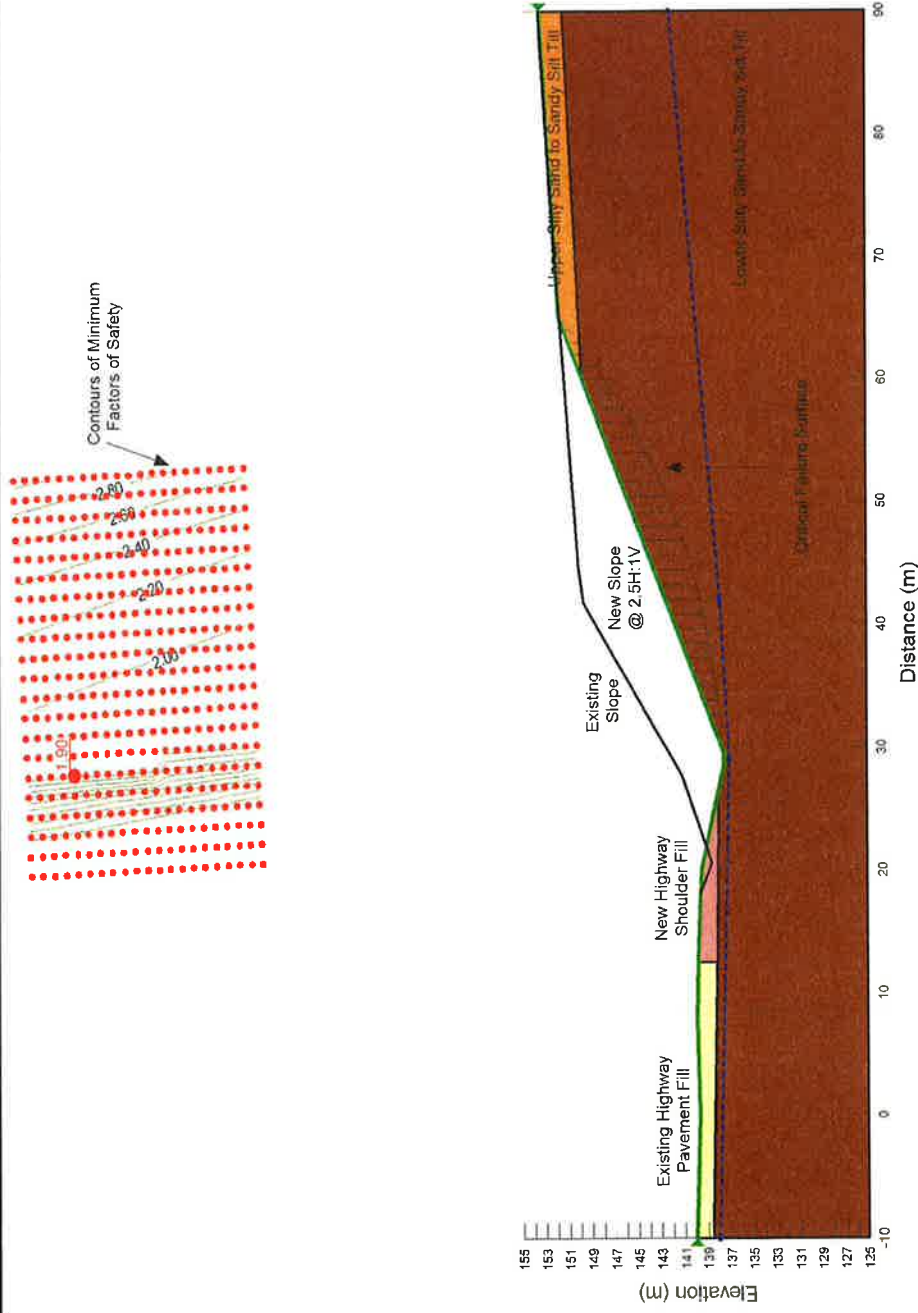 Contours of Minimum
Factors of Safety
2.80
2.60
2.40
2.20
2.00
1.90
Upper Silty Sand to Sandy Silt Till
Lower Silty Sand to Sandy Silt Till
Critical Failure Surface
New Slope
@ 2.5H:1V
Existing
Slope
New Highway
Shoulder Fill
Existing Highway
Pavement Fill
Elevation (m)
155
153
151
149
147
145
143
141
139
137
135
133
131
129
127
125
-10
0
10
20
30
40
50
60
70
80
90
Distance (m)